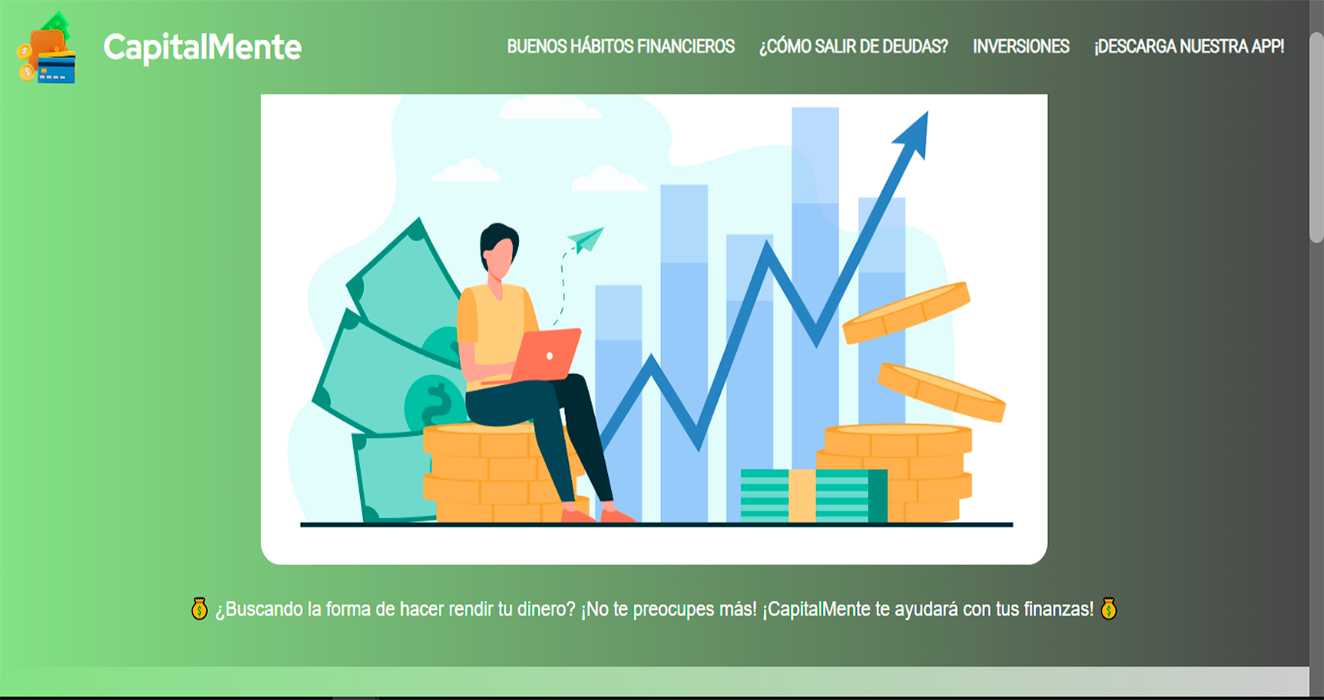 CapitalMente
BUENOS HÁBITOS FINANCIEROS
¿CÓMO SALIR DE DEUDAS?
INVERSIONES
¡DESCARGA NUESTRA APP!
💰 ¿Buscando la forma de hacer rendir tu dinero? ¡No te preocupes más! ¡CapitalMente te ayudará con tus finanzas! 💰